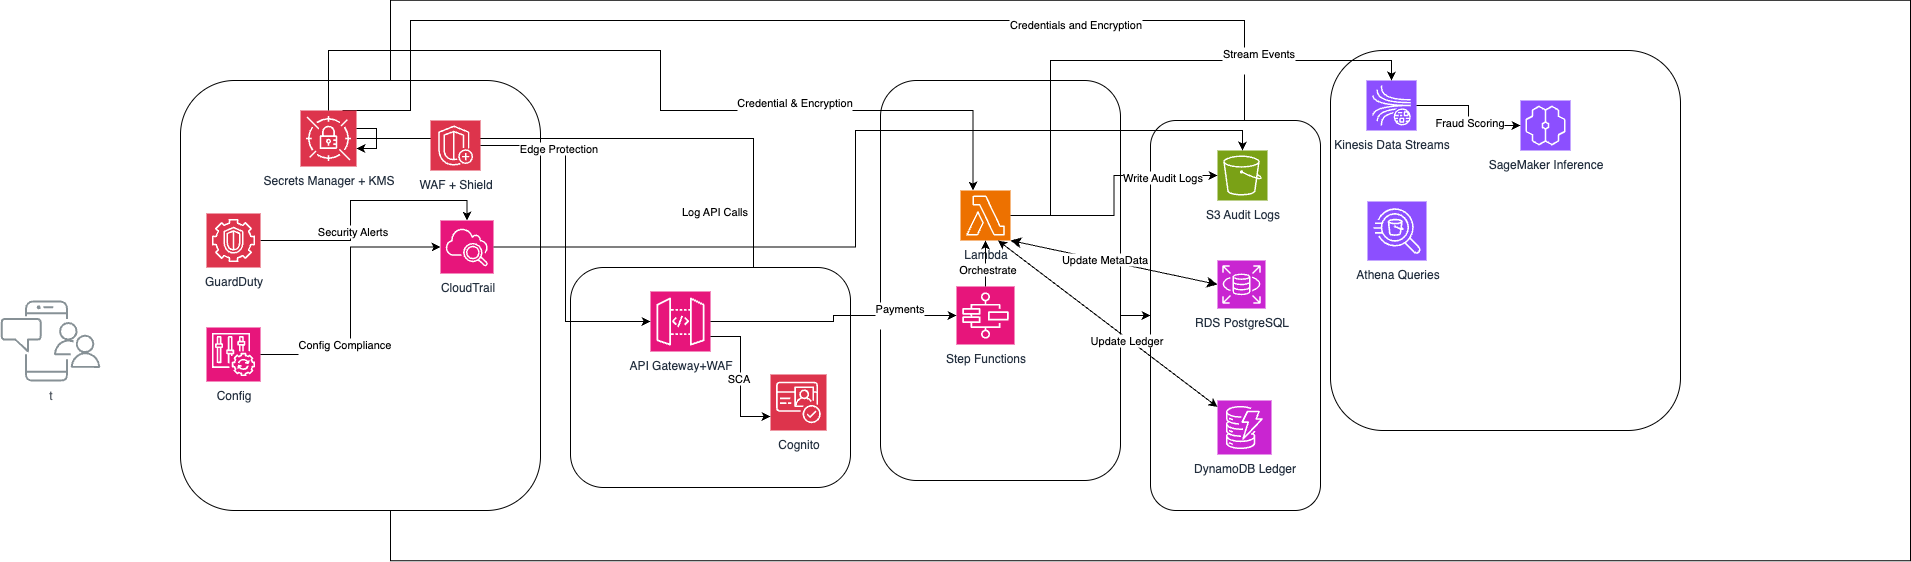 Credentials and Encryption
Stream Events
Credential & Encryption
Secrets Manager + KMS
WAF + Shield
Edge Protection
Log API Calls
Security Alerts
GuardDuty
CloudTrail
Config Compliance
Config
t
API Gateway+WAF
SCA
Cognito
Payments
Lambda
Orchestrate
Step Functions
Write Audit Logs
S3 Audit Logs
Update MetaData
RDS PostgreSQL
Update Ledger
DynamoDB Ledger
Kinesis Data Streams
Fraud Scoring
SageMaker Inference
Athena Queries